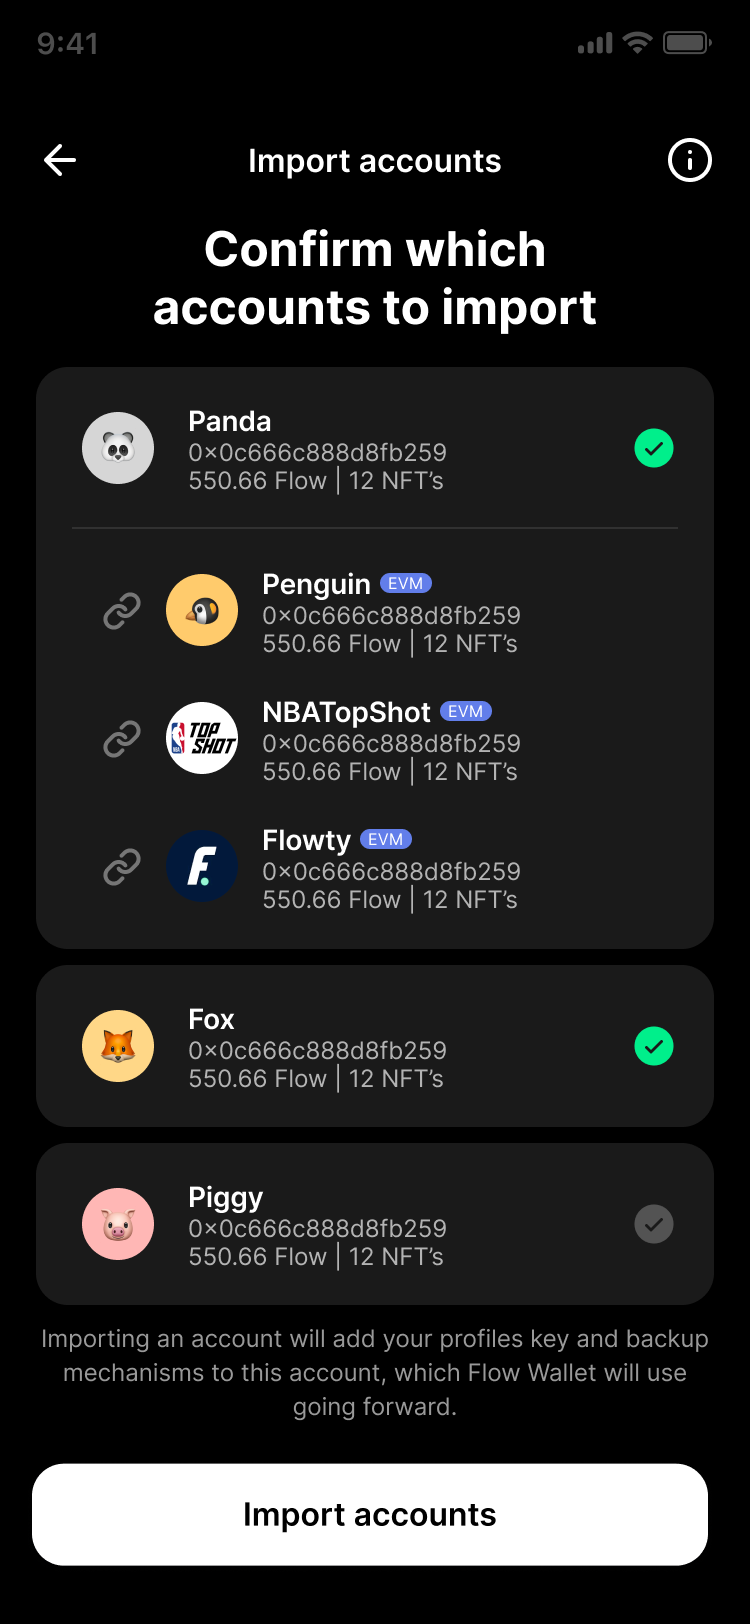 9:41
Import accounts
Confirm which
accounts to import
Panda
0×0c666c888d8fb259
550.66 Flow | 12 NFT’s
Penguin EVM
0×0c666c888d8fb259
550.66 Flow | 12 NFT’s
NBATopShot EVM
TOP
SHOT
NBA
0×0c666c888d8fb259
550.66 Flow | 12 NFT’s
Flowty EVM
F.
0×0c666c888d8fb259
550.66 Flow | 12 NFT’s
Fox
0×0c666c888d8fb259
550.66 Flow | 12 NFT’s
Piggy
0×0c666c888d8fb259
550.66 Flow | 12 NFT’s
Importing an account will add your profiles key and backup
mechanisms to this account, which Flow Wallet will use
going forward.
Import accounts